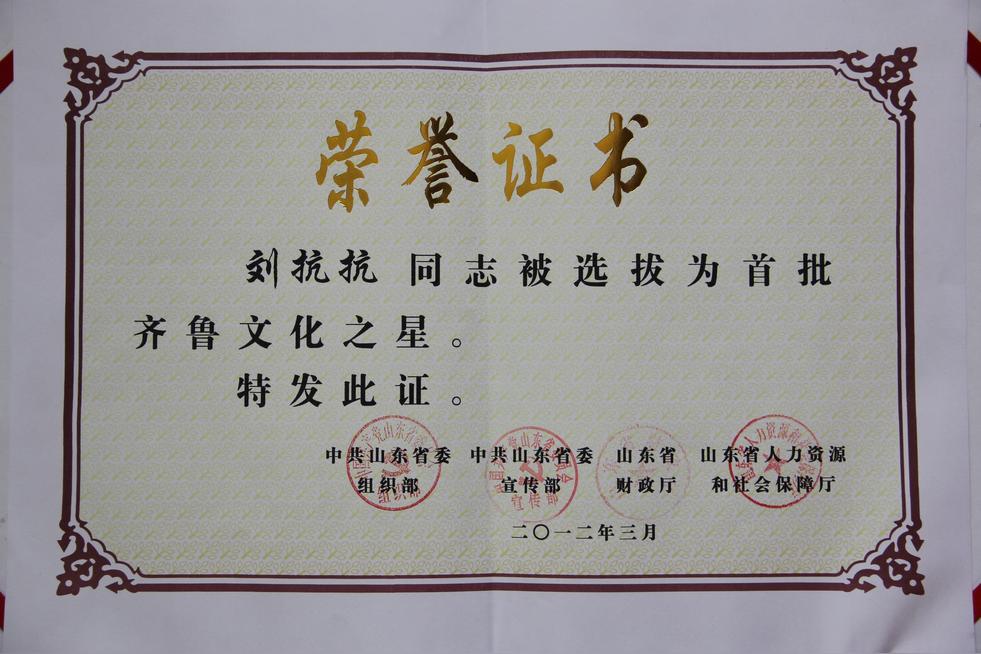 荣誉证书
刘抗抗 同志被选拔为首批
齐鲁文化之星。
特发此证。
中共山东省委 中共山东省委 山东省 山东省人力资源
组织部 宣传部 财政厅 和社会保障厅
二〇一二年三月